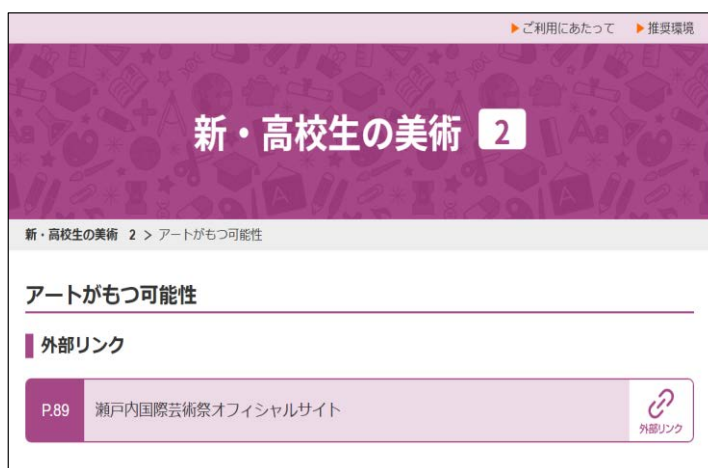 ▶ご利用にあたって ▶推奨環境
新・高校生の美術 2
新・高校生の美術 2 > アートがもつ可能性
アートがもつ可能性
外部リンク
P.89 瀬戸内国際芸術祭オフィシャルサイト
外部リンク